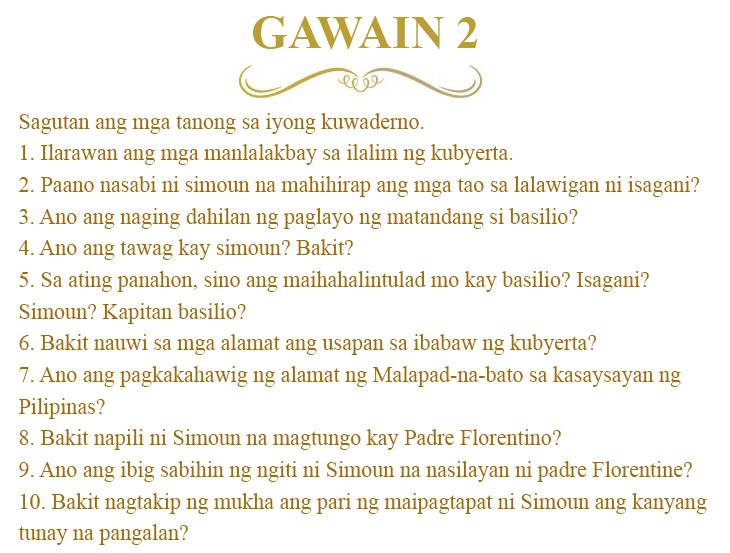 GAWAIN 2
Sagutan ang mga tanong sa iyong kuwaderno.
1. Ilarawan ang mga manlalakbay sa ilalim ng kubyerta.
2. Paano nasabi ni simoun na mahihirap ang mga tao sa lalawigan ni isagani?
3. Ano ang naging dahilan ng paglayo ng matandang si basilio?
4. Ano ang tawag kay simoun? Bakit?
5. Sa ating panahon, sino ang maihahalintulad mo kay basilio? Isagani?
Simoun? Kapitan basilio?
6. Bakit nauwi sa mga alamat ang usapan sa ibabaw ng kubyerta?
7. Ano ang pagkakahawig ng alamat ng Malapad-na-bato sa kasaysayan ng
Pilipinas?
8. Bakit napili ni Simoun na magtungo kay Padre Florentino?
9. Ano ang ibig sabihin ng ngiti ni Simoun na nasilayan ni padre Florentine?
10. Bakit nagtakip ng mukha ang pari ng maipagtapat ni Simoun ang kanyang
tunay na pangalan?